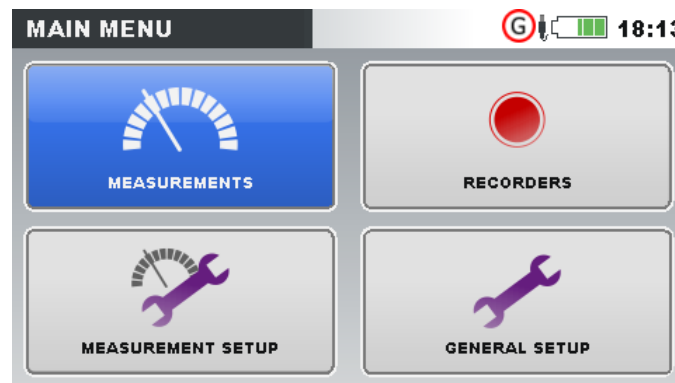 MAIN MENU
G 18:13
MEASUREMENTS
RECORDERS
MEASUREMENT SETUP
GENERAL SETUP